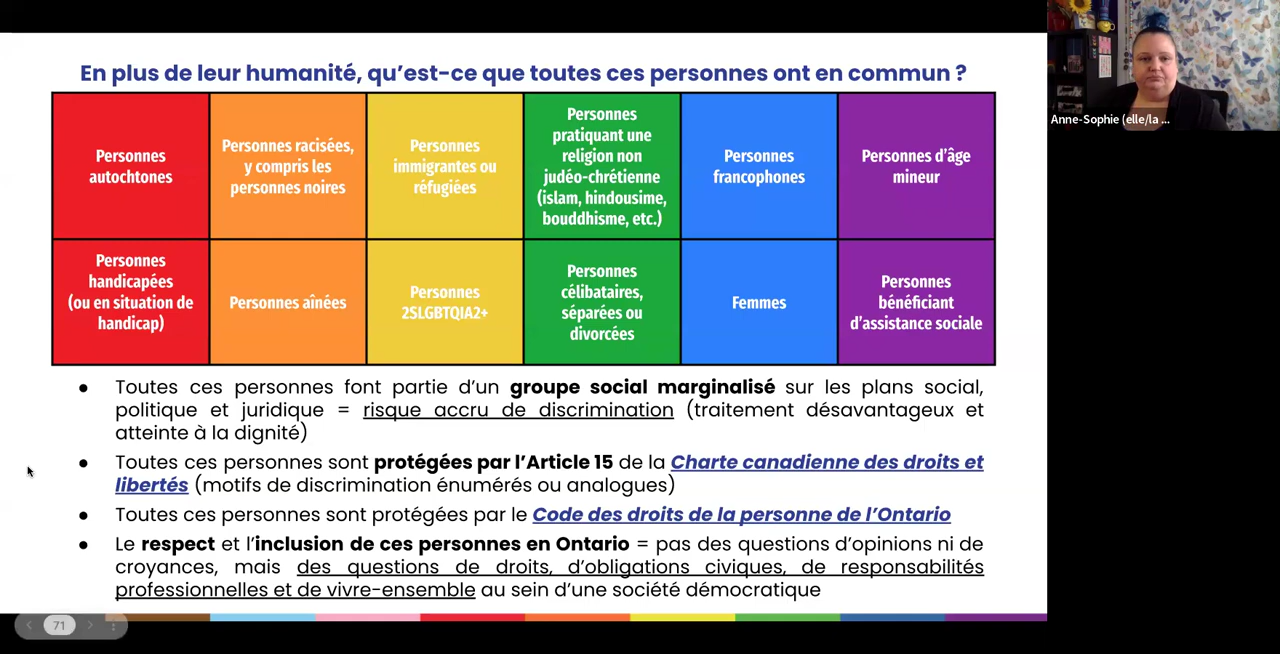 En plus de leur humanité, qu'est-ce que toutes ces personnes ont en commun ?
Personnes
autochtones
Personnes racisées,
y compris les
personnes noires
Personnes
immigrantes ou
réfugiées
Personnes
pratiquant une
religion non
judéo-chrétienne
(islam, hindousime,
bouddhisme, etc.)
Personnes
francophones
Personnes d'âge
mineur
Personnes
handicapées
(ou en situation de
handicap)
Personnes aînées
Personnes
2SLGBTQIA2+
Personnes
célibataires,
séparées ou
divorcées
Femmes
Personnes
bénéficiant
d'assistance sociale
● Toutes ces personnes font partie d'un groupe social marginalisé sur les plans social,
politique et juridique = risque accru de discrimination (traitement désavantageux et
atteinte à la dignité)
● Toutes ces personnes sont protégées par l'Article 15 de la Charte canadienne des droits et
libertés (motifs de discrimination énumérés ou analogues)
● Toutes ces personnes sont protégées par le Code des droits de la personne de l'Ontario
● Le respect et l'inclusion de ces personnes en Ontario = pas des questions d'opinions ni de
croyances, mais des questions de droits, d'obligations civiques, de responsabilités
professionnelles et de vivre-ensemble au sein d'une société démocratique
71
Anne-Sophie (elle/la ...